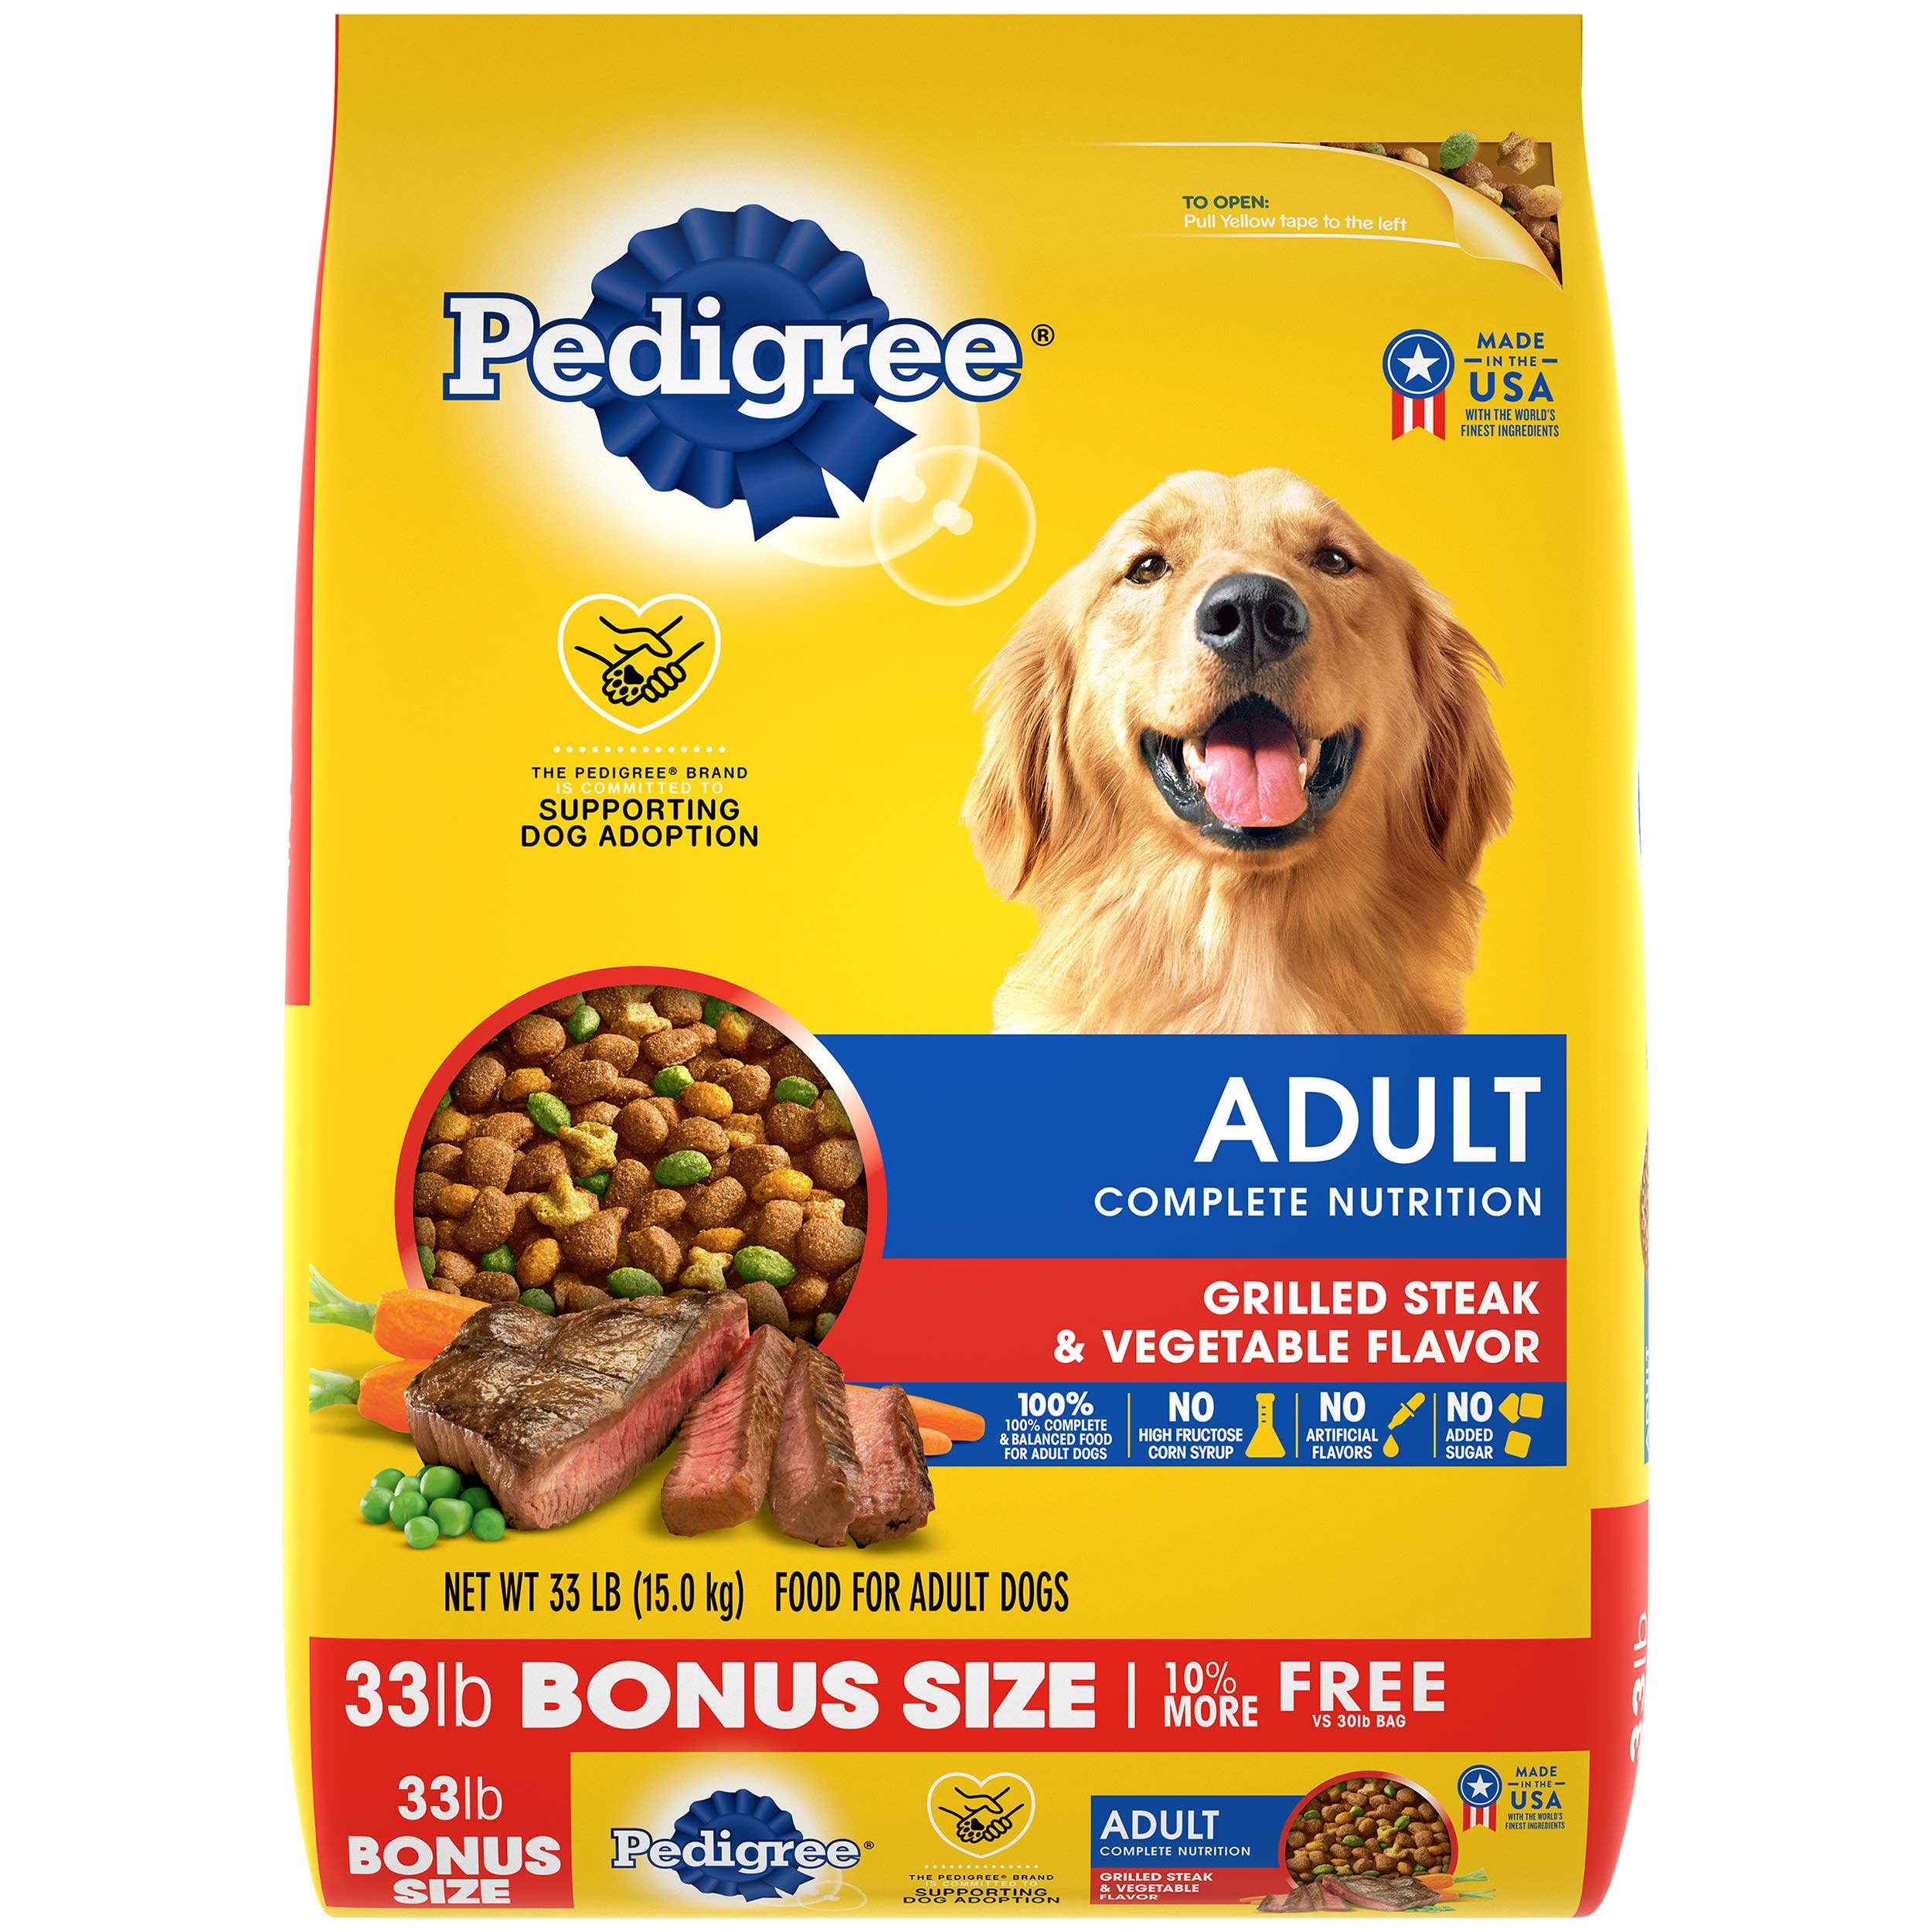 TO OPEN:
Pull Yellow tape to the left
Pedigree®
MADE
IN THE
USA
WITH THE WORLD'S
FINEST INGREDIENTS
THE PEDIGREE® BRAND
IS COMMITTED TO
SUPPORTING
DOG ADOPTION
ADULT
COMPLETE NUTRITION
GRILLED STEAK
& VEGETABLE FLAVOR
100%
100% COMPLETE
& BALANCED FOOD
FOR ADULT DOGS
NO
HIGH FRUCTOSE
CORN SYRUP
NO
ARTIFICIAL
FLAVORS
NO
ADDED
SUGAR
NET WT 33 LB (15.0 kg) FOOD FOR ADULT DOGS
33lb BONUS SIZE
10%
MORE
FREE
VS 30lb BAG
33lb
33lb
BONUS
SIZE
Pedigree®
THE PEDIGREE® BRAND
IS COMMITTED TO
SUPPORTING
DOG ADOPTION
ADULT
COMPLETE NUTRITION
GRILLED STEAK
& VEGETABLE
FLAVOR
MADE
IN THE
USA
WITH THE WORLD'S
FINEST INGREDIENTS